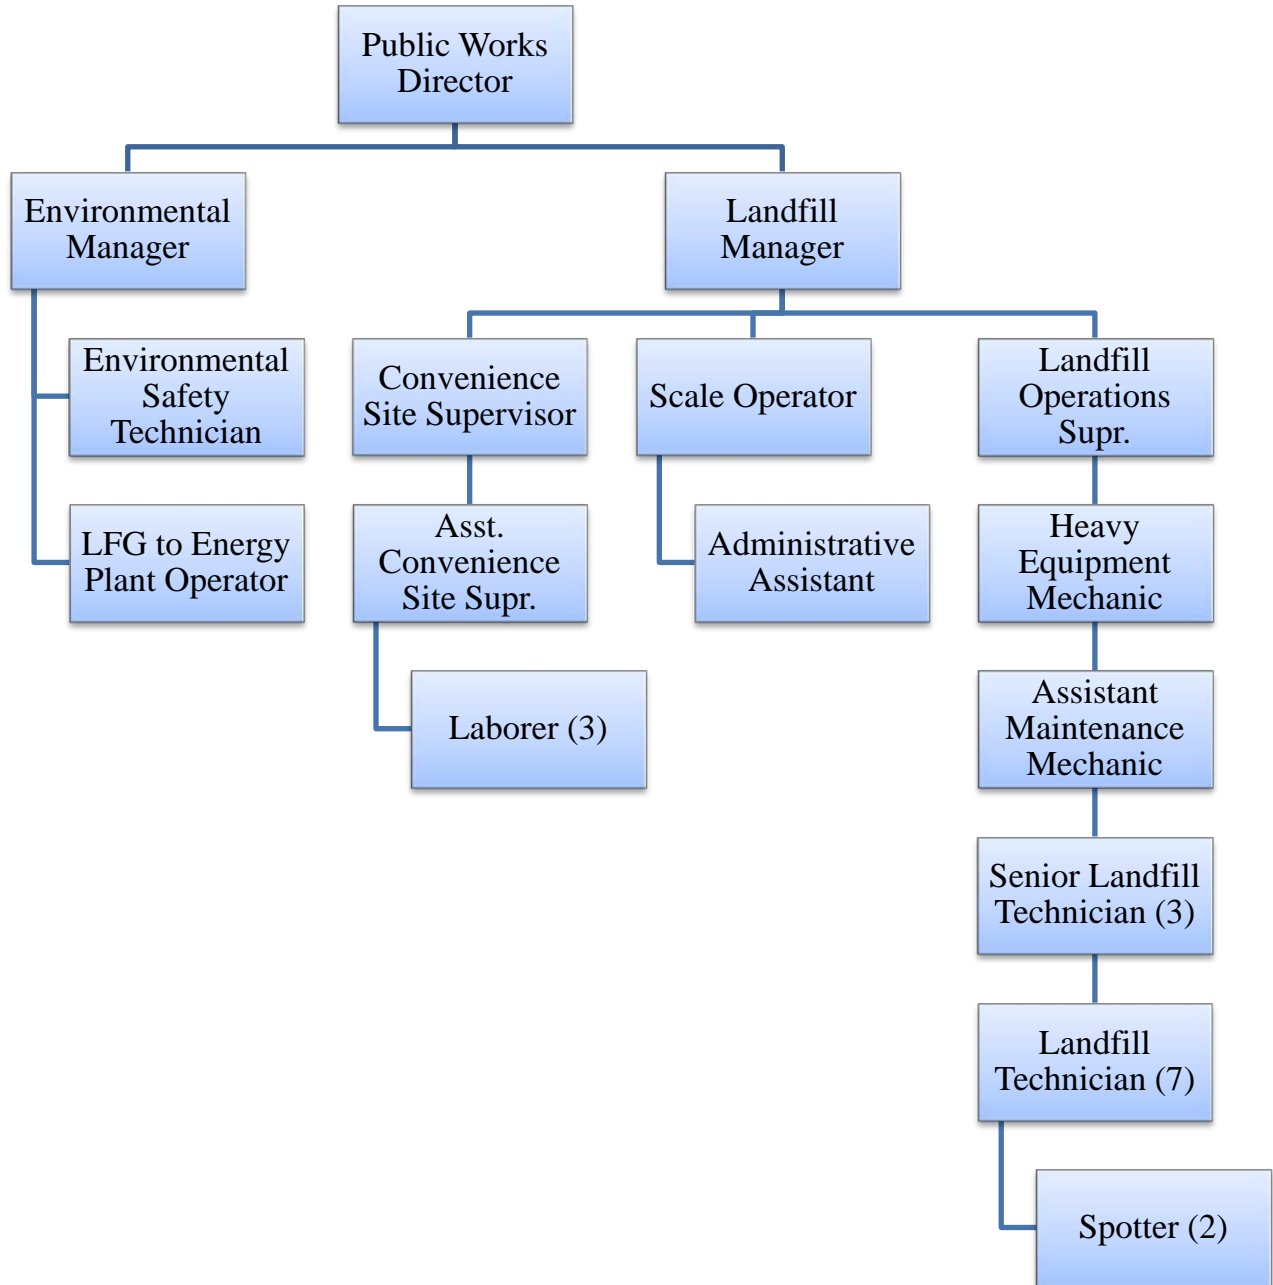 Public Works
Director
Environmental
Manager
Landfill
Manager
Environmental
Safety
Technician
Convenience
Site Supervisor
Scale Operator
Landfill
Operations
Supr.
LFG to Energy
Plant Operator
Asst.
Convenience
Site Supr.
Administrative
Assistant
Heavy
Equipment
Mechanic
Laborer (3)
Assistant
Maintenance
Mechanic
Senior Landfill
Technician (3)
Landfill
Technician (7)
Spotter (2)